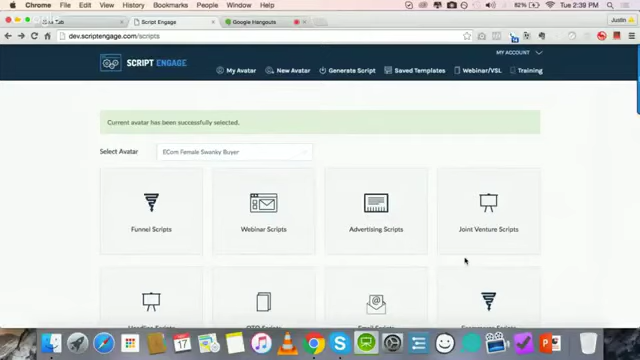 Chrome File Edit View History Bookmarks People Window Help 86% Tue 2:39 PM
Script Engage Google Hangouts Justin
dev.scriptengage.com/scripts
MY ACCOUNT
SCRIPT ENGAGE My Avatar New Avatar Generate Script Saved Templates Webinar/VSL Training
Current avatar has been successfully selected.
Select Avatar ECom Female Swanky Buyer
Funnel Scripts Webinar Scripts Advertising Scripts Joint Venture Scripts